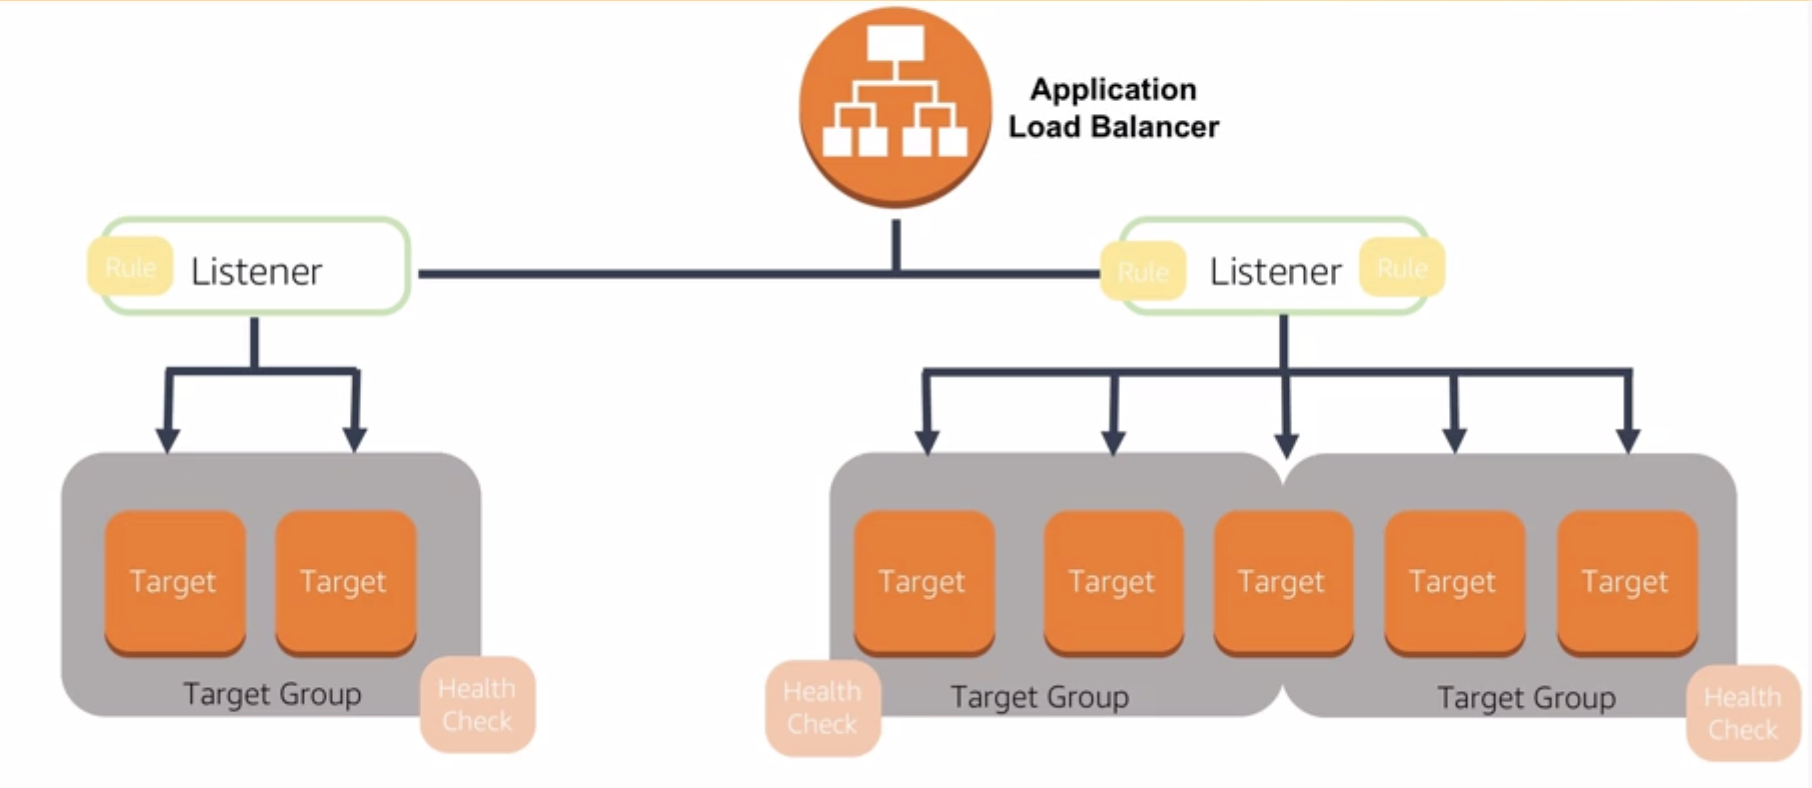 Application
Load Balancer
Rule
Listener
Rule
Listener
Rule
Target
Target
Target
Target
Target
Target
Target
Target Group
Health
Check
Health
Check
Target Group
Target Group
Health
Check